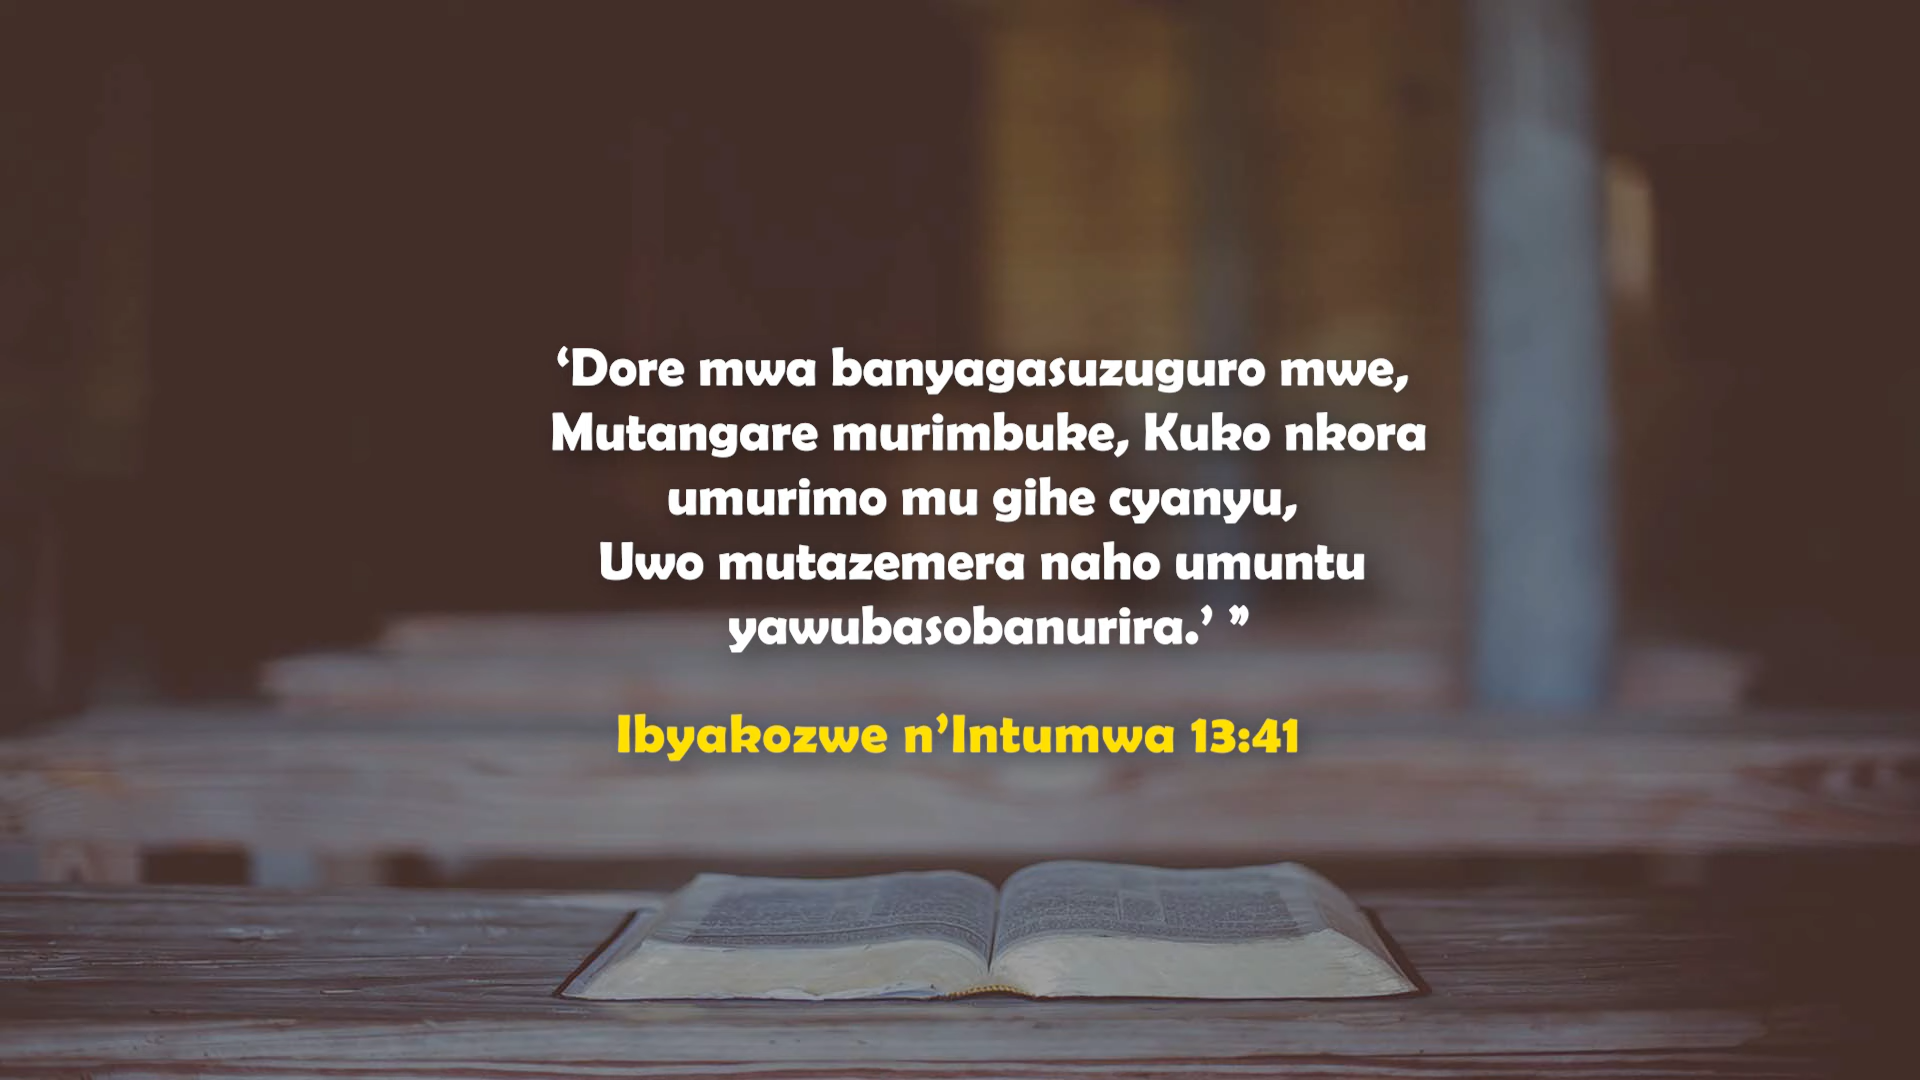 ‘Dore mwa banyagasuzuguro mwe,
Mutangare murimbuke, Kuko nkora
umurimo mu gihe cyanyu,
Uwo mutazemera naho umuntu
yawubasobanurira.’ ”
Ibyakozwe n’Intumwa 13:41